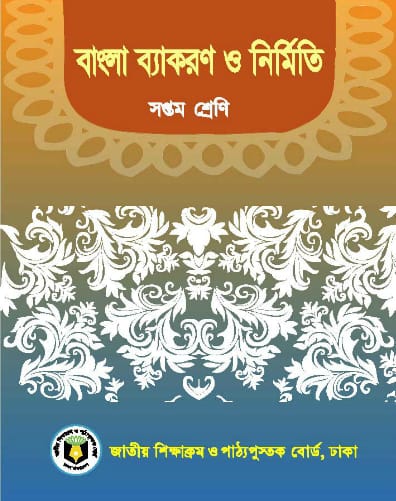 বাংলা ব্যাকরণ ও নির্মিতি
সপ্তম শ্রেণি
জাতীয় শিক্ষাক্রম ও পাঠ্যপুস্তক বোর্ড, ঢাকা